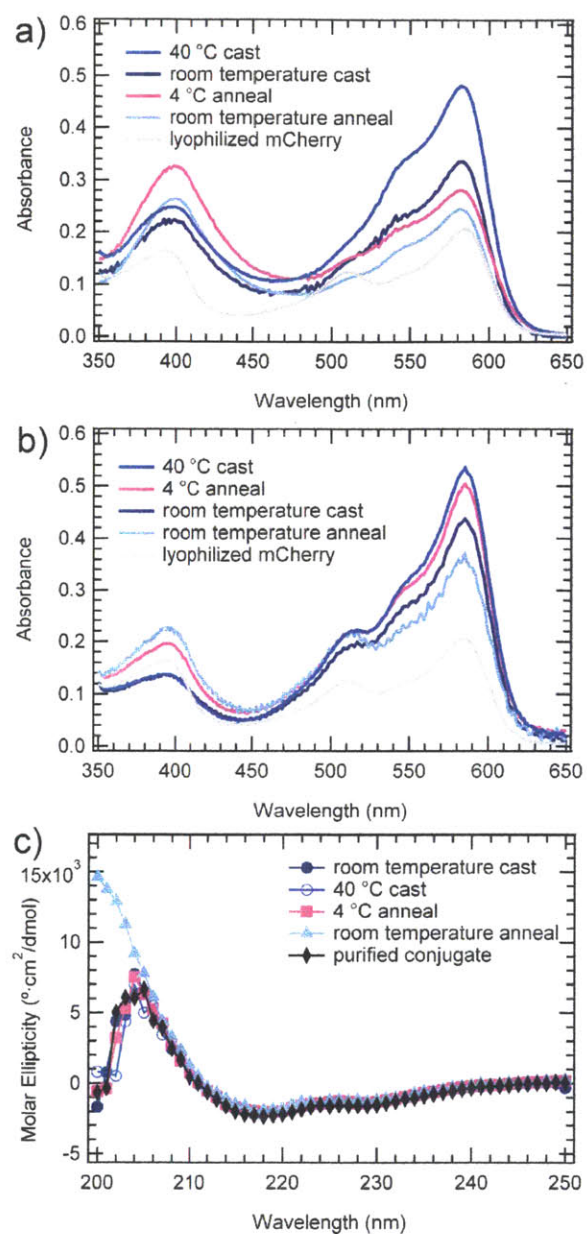 a)
0.6
0.5
0.4
0.3
0.2
0.1
0.0
Absorbance
40 °C cast
room temperature cast
4 °C anneal
room temperature anneal
lyophilized mCherry
350 400 450 500 550 600 650
Wavelength (nm)
b)
0.6
0.5
0.4
0.3
0.2
0.1
0.0
Absorbance
40 °C cast
4 °C anneal
room temperature cast
room temperature anneal
lyophilized mCherry
350 400 450 500 550 600 650
Wavelength (nm)
c)
15x10³
10
5
0
-5
Molar Ellipticity (°·cm²/dmol)
room temperature cast
40 °C cast
4 °C anneal
room temperature anneal
purified conjugate
200 210 220 230 240 250
Wavelength (nm)